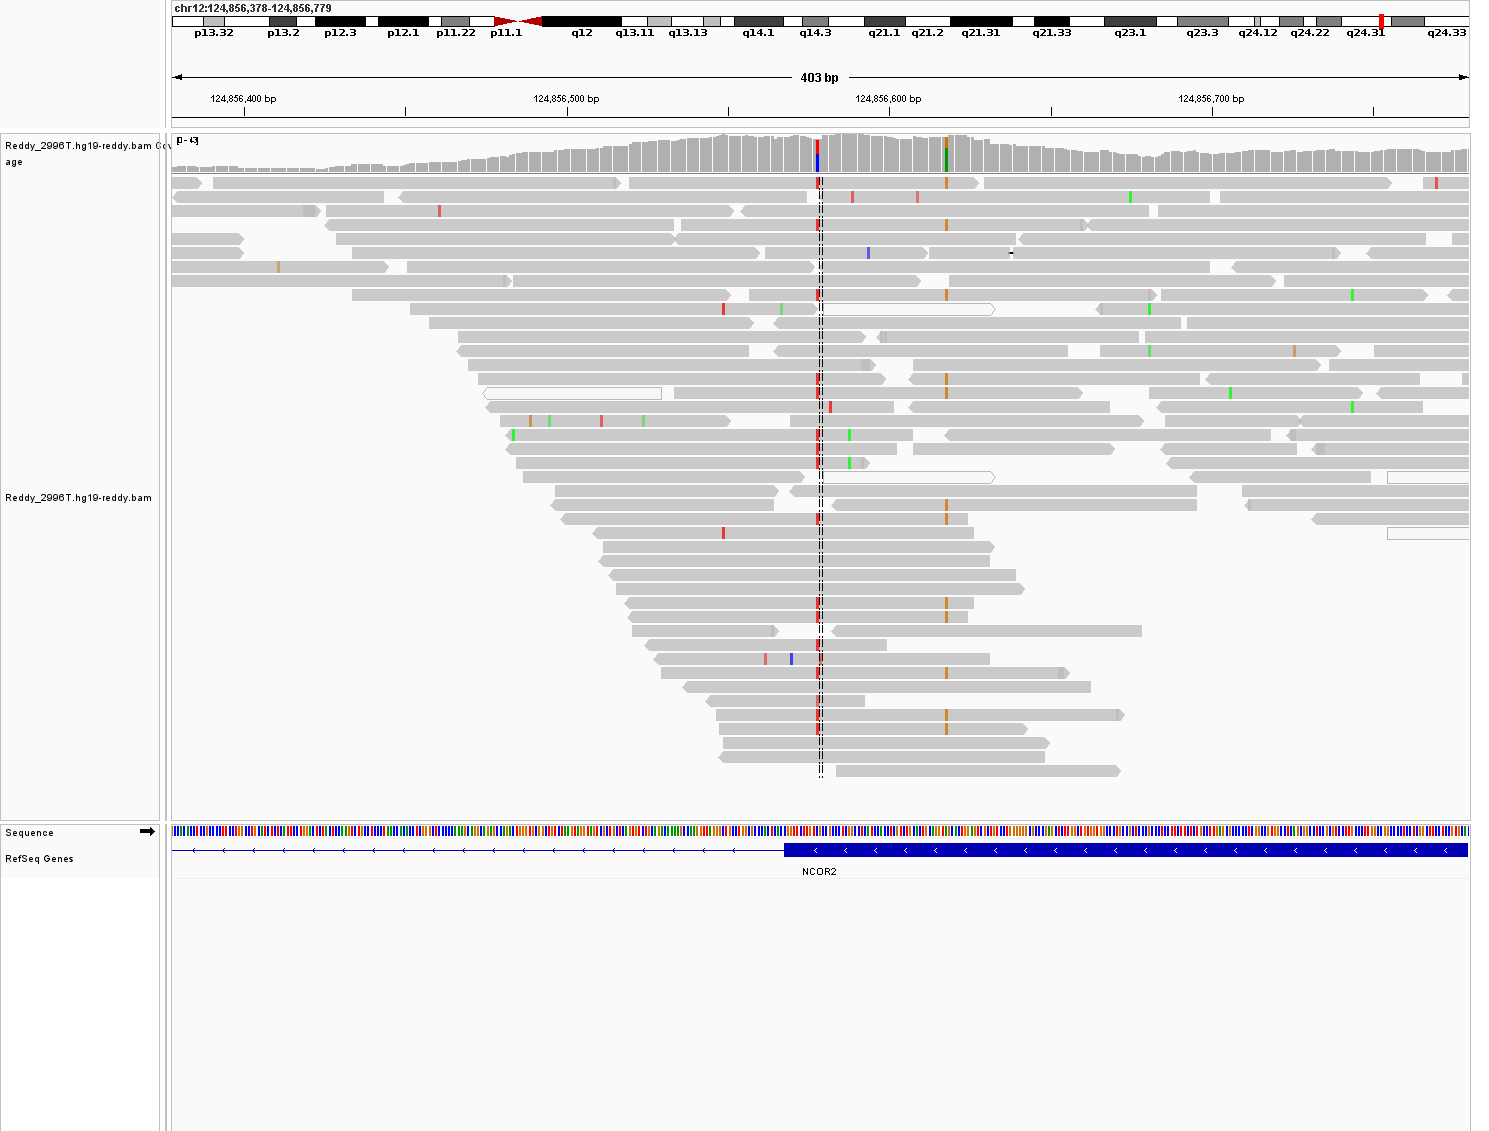 chr12:124,856,378-124,856,779
p13.32 p13.2 p12.3 p12.1 p11.22 p11.1 q12 q13.11 q13.13 q14.1 q14.3 q21.1 q21.2 q21.31 q21.33 q23.1 q23.3 q24.12 q24.22 q24.31 q24.33
403 bp
124,856,400 bp 124,856,500 bp 124,856,600 bp 124,856,700 bp
Reddy_2996T.hg19-reddy.bam Cov
age
[0 - 43]
Reddy_2996T.hg19-reddy.bam
Sequence
RefSeq Genes
NCOR2